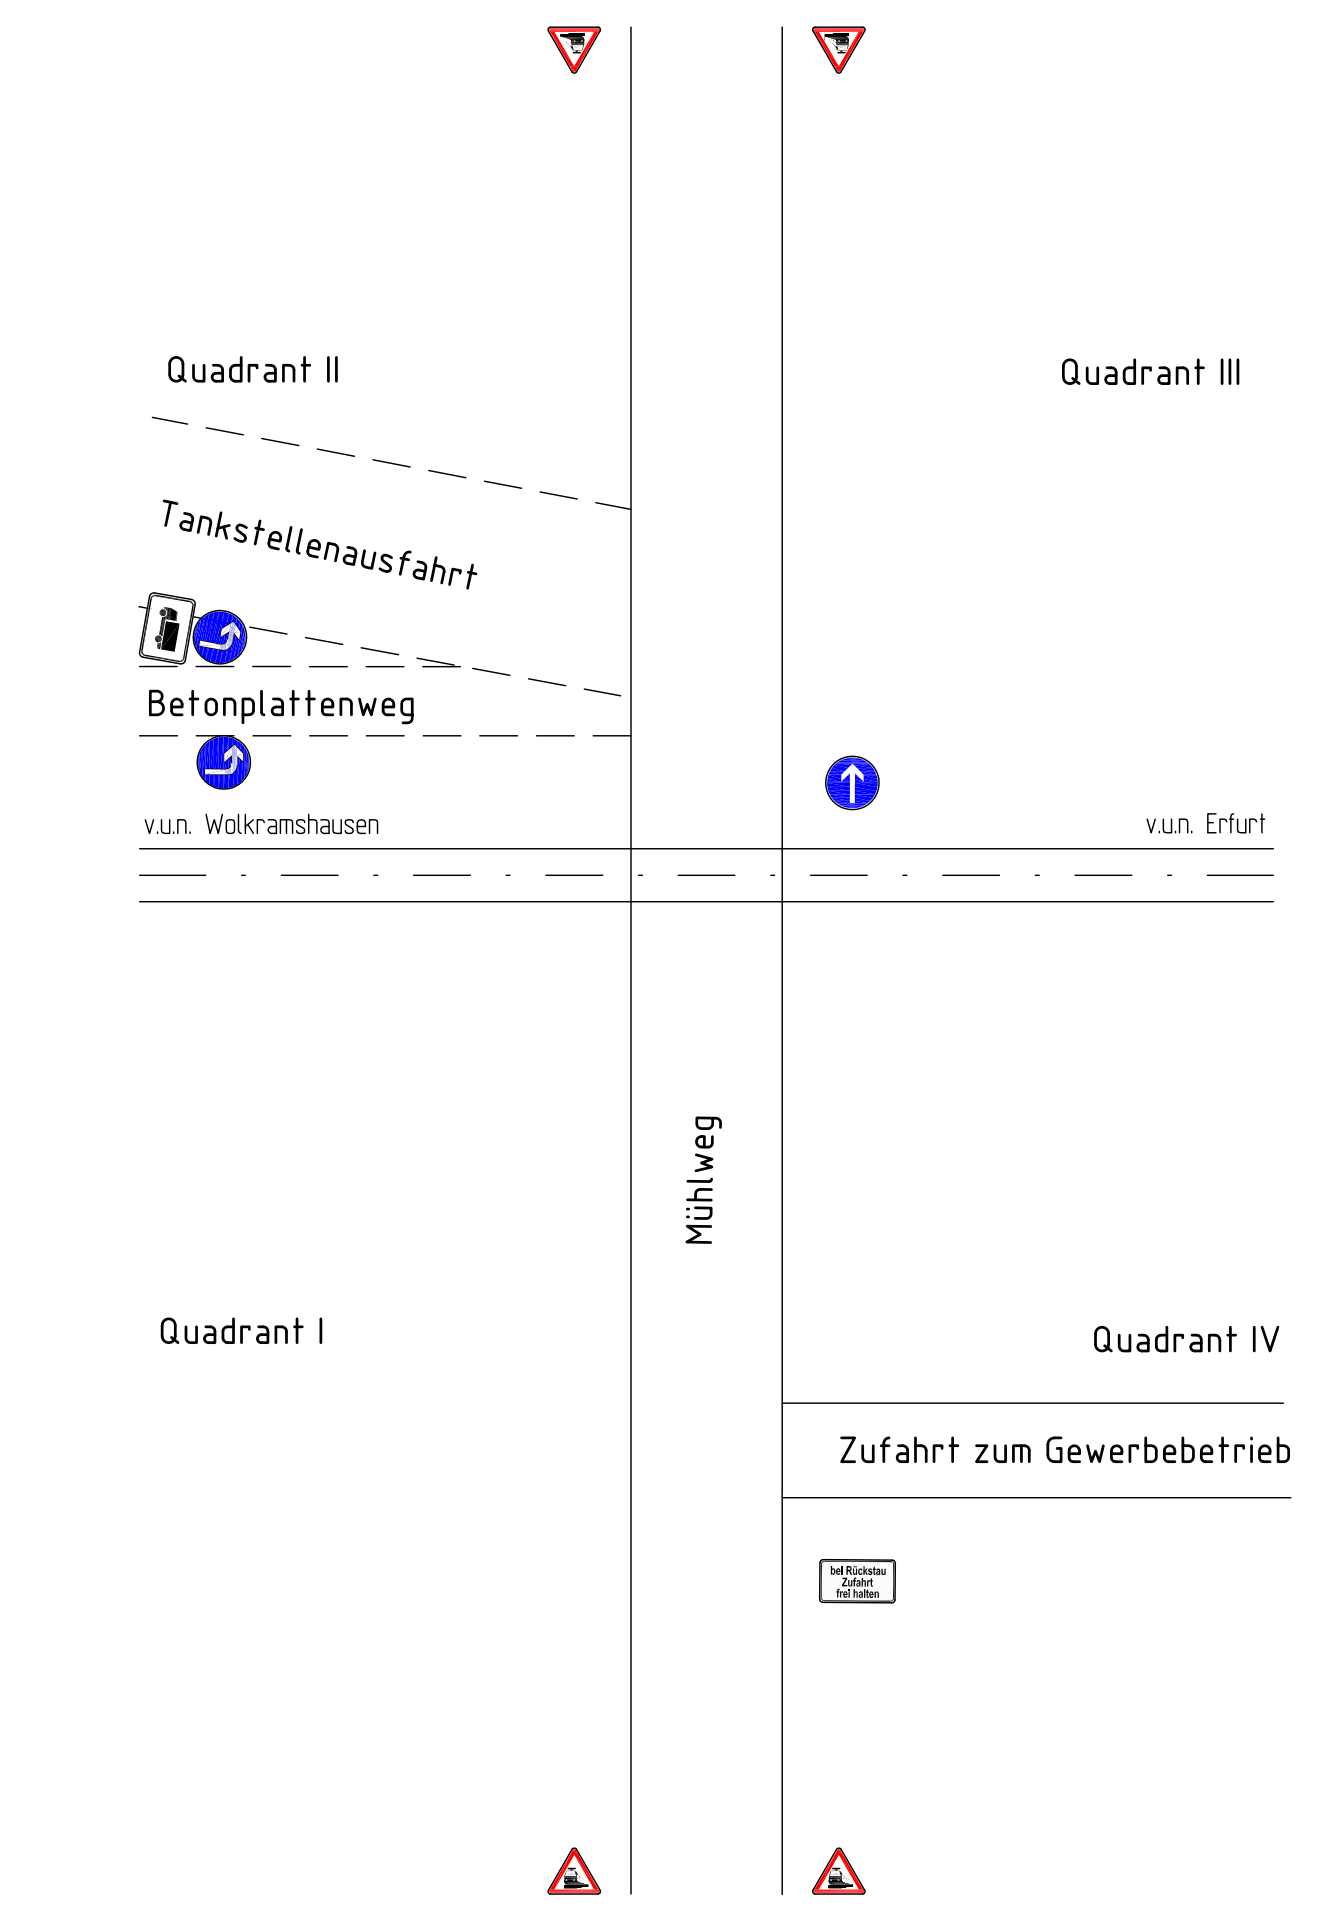 Quadrant II
Quadrant III
Tankstellenausfahrt
Betonplattenweg
v.u.n. Wolkramshausen
v.u.n. Erfurt
Mühlweg
Quadrant I
Quadrant IV
Zufahrt zum Gewerbebetrieb
bei Rückstau
Zufahrt
frei halten